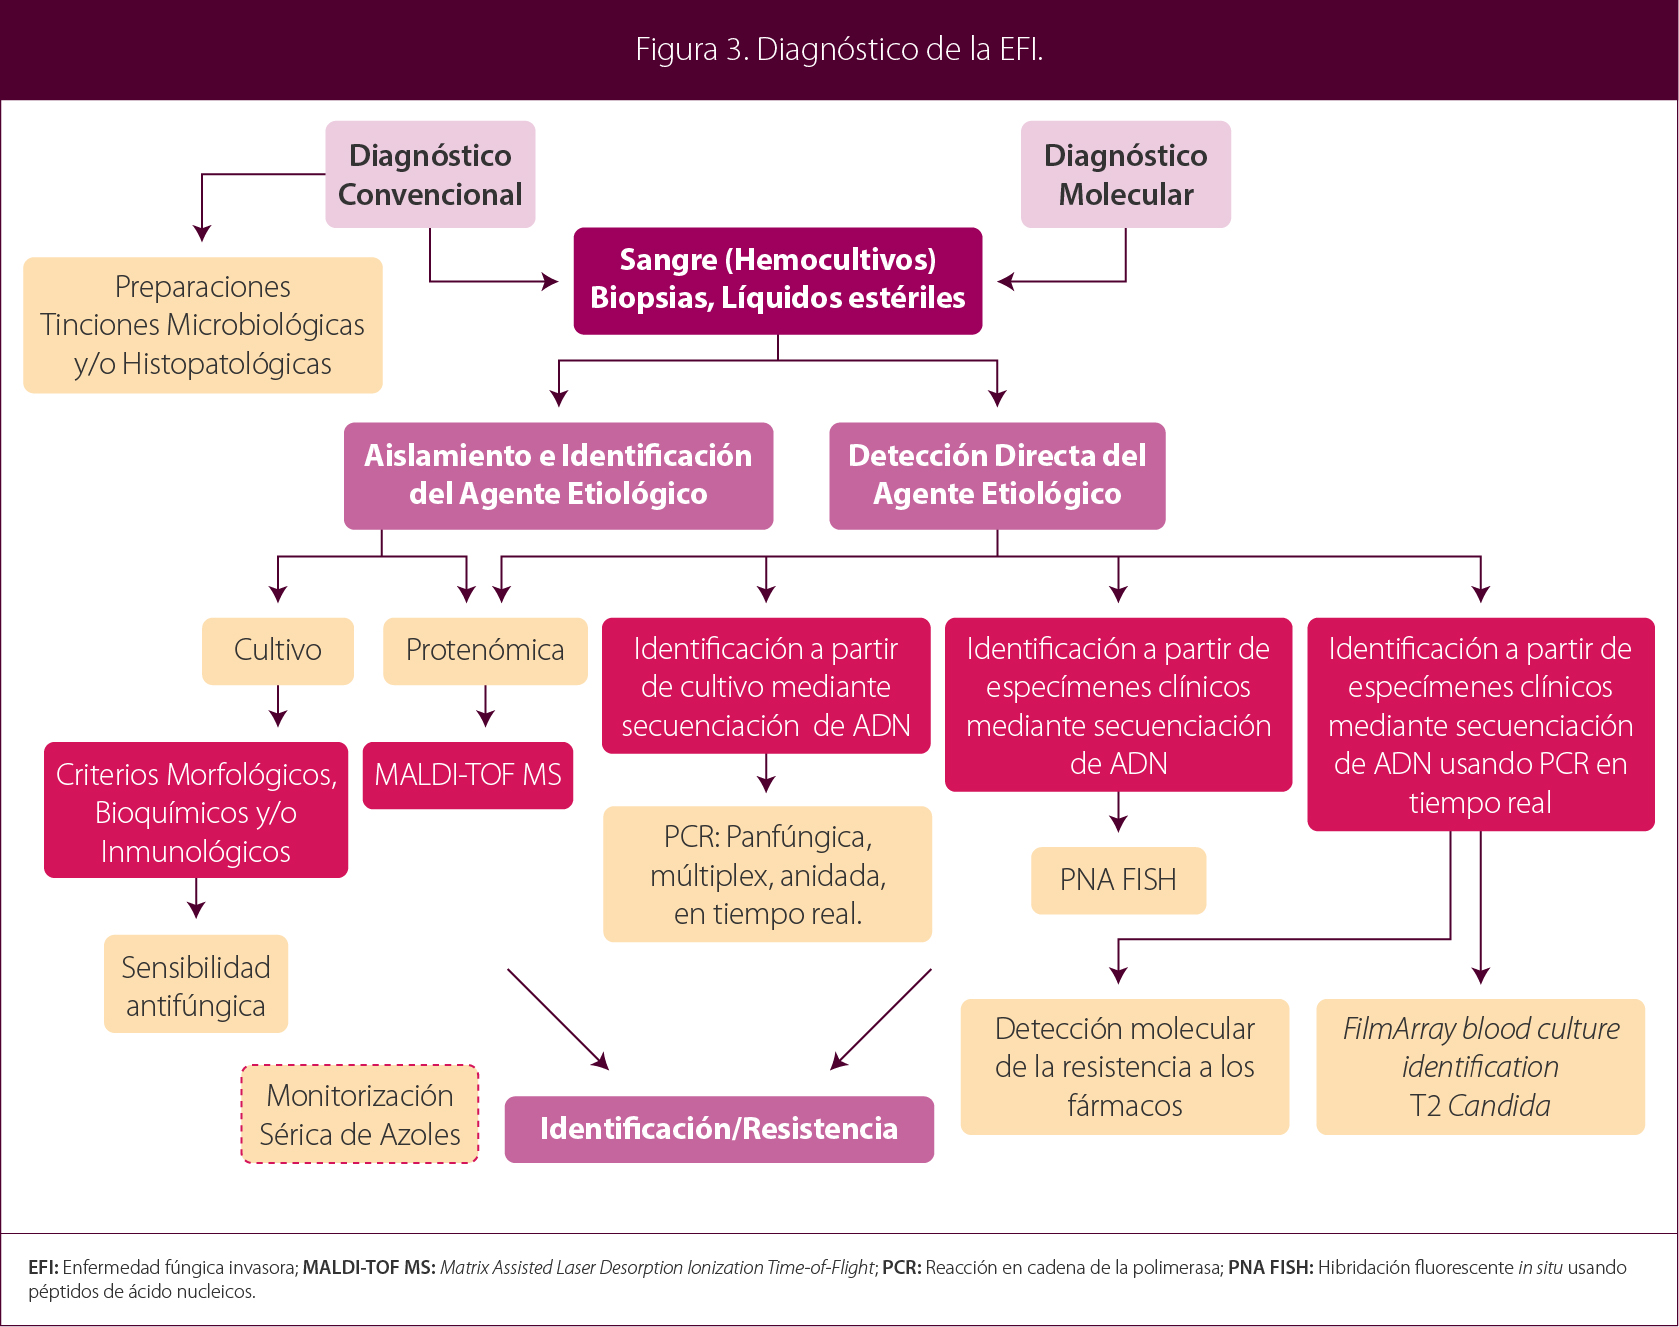 Figura 3. Diagnóstico de la EFI.
Diagnóstico
Convencional
Diagnóstico
Molecular
Sangre (Hemocultivos)
Biopsias, Líquidos estériles
Preparaciones
Tinciones Microbiológicas
y/o Histopatológicas
Aislamiento e Identificación
del Agente Etiológico
Detección Directa del
Agente Etiológico
Cultivo
Protenómica
Identificación a partir
de cultivo mediante
secuenciación de ADN
Identificación a partir de
especímenes clínicos
mediante secuenciación
de ADN
Identificación a partir de
especímenes clínicos
mediante secuenciación
de ADN usando PCR en
tiempo real
Criterios Morfológicos,
Bioquímicos y/o
Inmunológicos
MALDI-TOF MS
PCR: Panfúngica,
múltiplex, anidada,
en tiempo real.
PNA FISH
Sensibilidad
antifúngica
Detección molecular
de la resistencia a los
fármacos
FilmArray blood culture
identification
T2 Candida
Monitorización
Sérica de Azoles
Identificación/Resistencia
EFI: Enfermedad fúngica invasora; MALDI-TOF MS: Matrix Assisted Laser Desorption Ionization Time-of-Flight; PCR: Reacción en cadena de la polimerasa; PNA FISH: Hibridación fluorescente in situ usando
péptidos de ácido nucleicos.